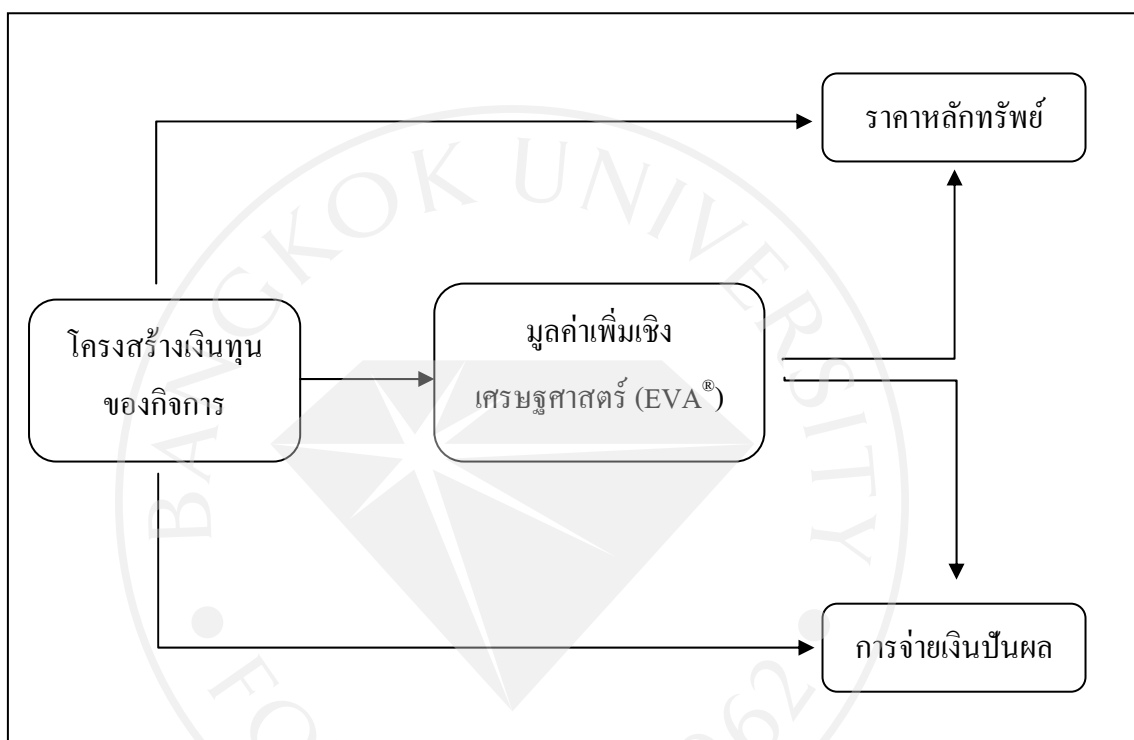 ราคาหลักทรัพย์
โครงสร้างเงินทุน
ของกิจการ
มูลค่าเพิ่มเชิง
เศรษฐศาสตร์ (EVA®)
การจ่ายเงินปันผล
BANGKOK UNIVERSITY